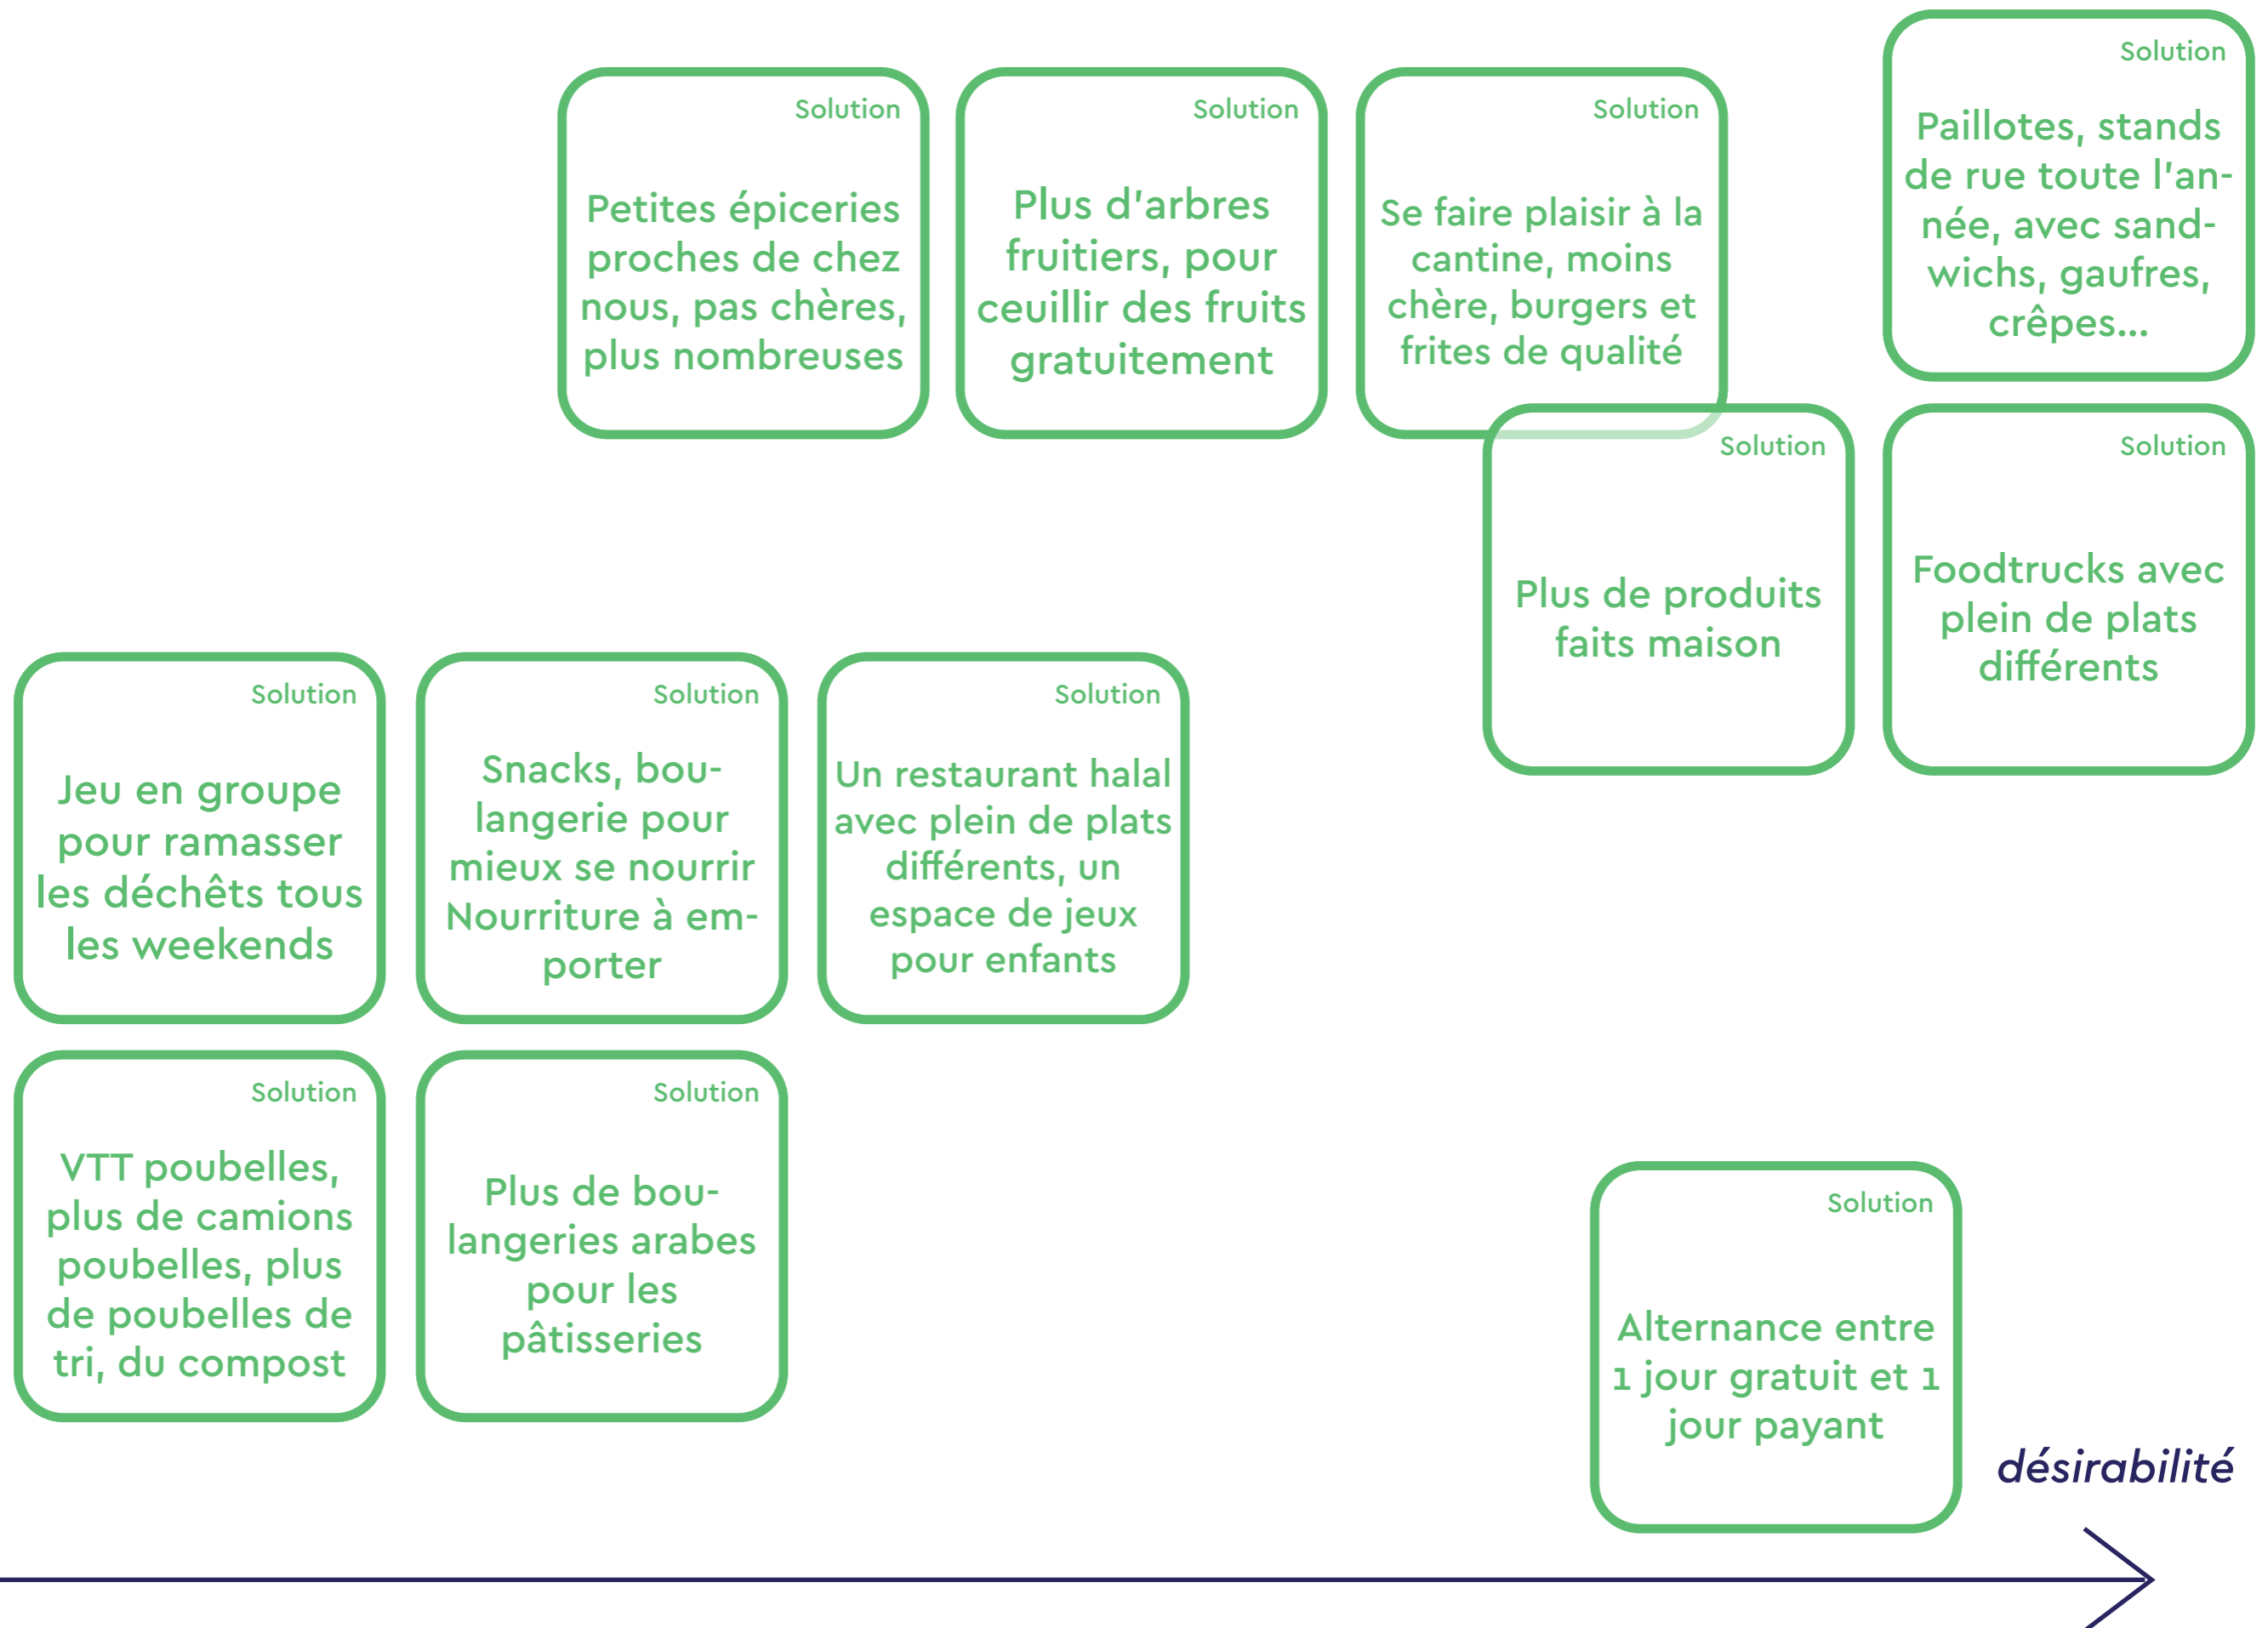 Solution
Petites épiceries
proches de chez
nous, pas chères,
plus nombreuses
Solution
Plus d'arbres
fruitiers, pour
ceuillir des fruits
gratuitement
Solution
Se faire plaisir à la
cantine, moins
chère, burgers et
frites de qualité
Solution
Paillotes, stands
de rue toute l'an-
née, avec sand-
wichs, gaufres,
crêpes...
Solution
Plus de produits
faits maison
Solution
Foodtrucks avec
plein de plats
différents
Solution
Jeu en groupe
pour ramasser
les déchêts tous
les weekends
Solution
Snacks, bou-
langerie pour
mieux se nourrir
Nourriture à em-
porter
Solution
Un restaurant halal
avec plein de plats
différents, un
espace de jeux
pour enfants
Solution
VTT poubelles,
plus de camions
poubelles, plus
de poubelles de
tri, du compost
Solution
Plus de bou-
langeries arabes
pour les
pâtisseries
Solution
Alternance entre
1 jour gratuit et 1
jour payant
désirabilité